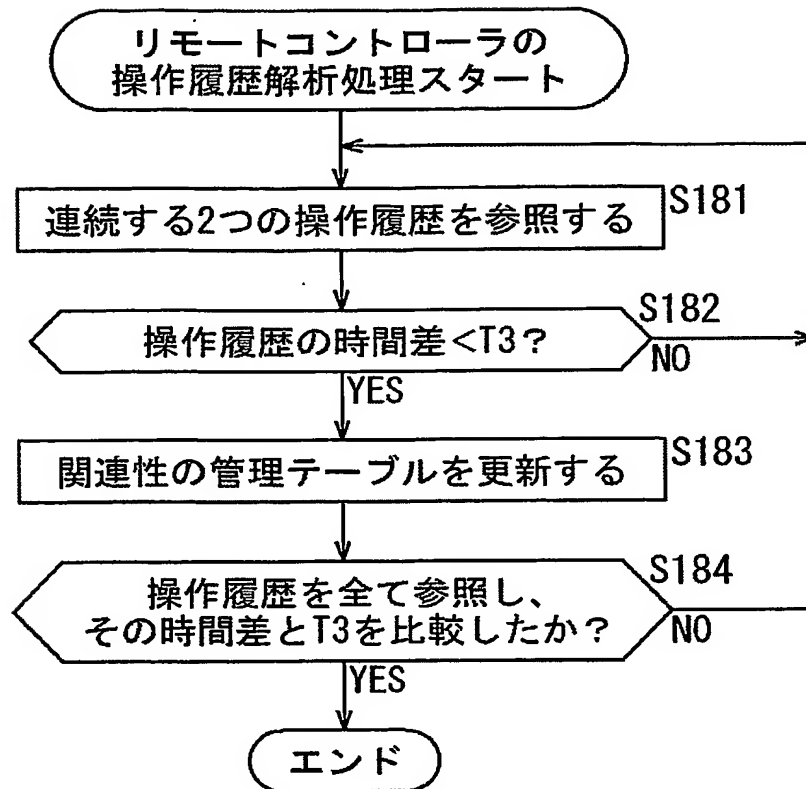 リモートコントローラの
操作履歴解析処理スタート
連続する2つの操作履歴を参照する
S181
操作履歴の時間差<T3?
S182
NO
YES
関連性の管理テーブルを更新する
S183
操作履歴を全て参照し、
その時間差とT3を比較したか?
S184
NO
YES
エンド